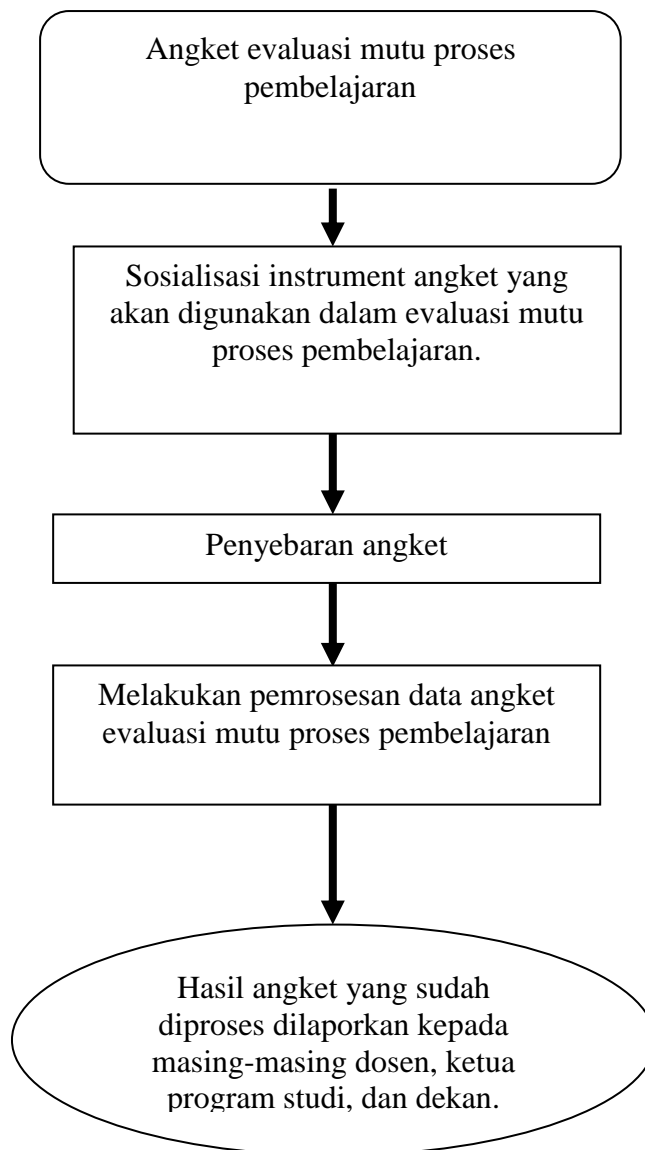 Angket evaluasi mutu proses
pembelajaran
Sosialisasi instrument angket yang
akan digunakan dalam evaluasi mutu
proses pembelajaran.
Penyebaran angket
Melakukan pemrosesan data angket
evaluasi mutu proses pembelajaran
Hasil angket yang sudah
diproses dilaporkan kepada
masing-masing dosen, ketua
program studi, dan dekan.